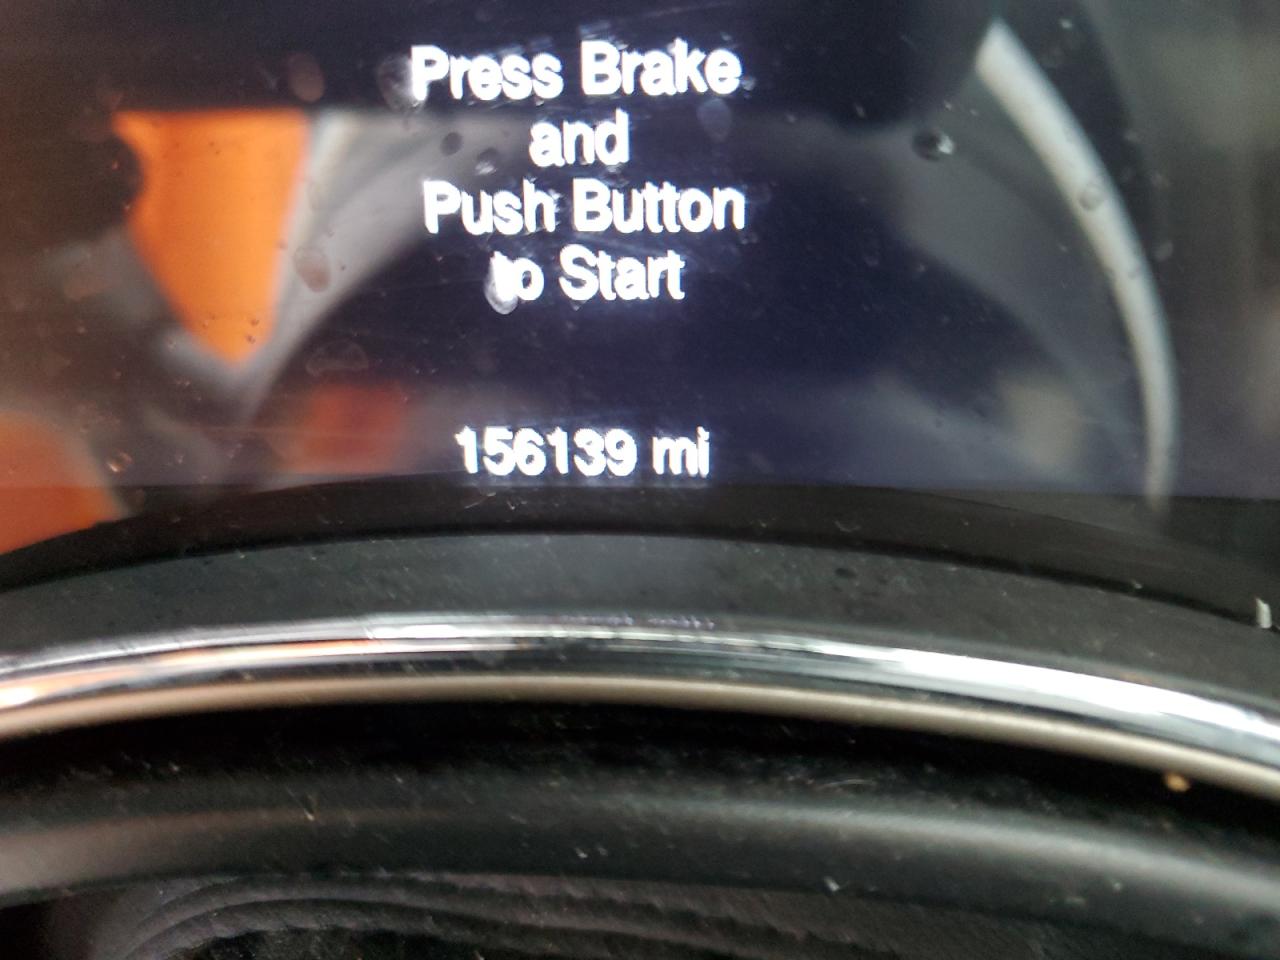 Press Brake
and
Push Button
to Start
156139 mi